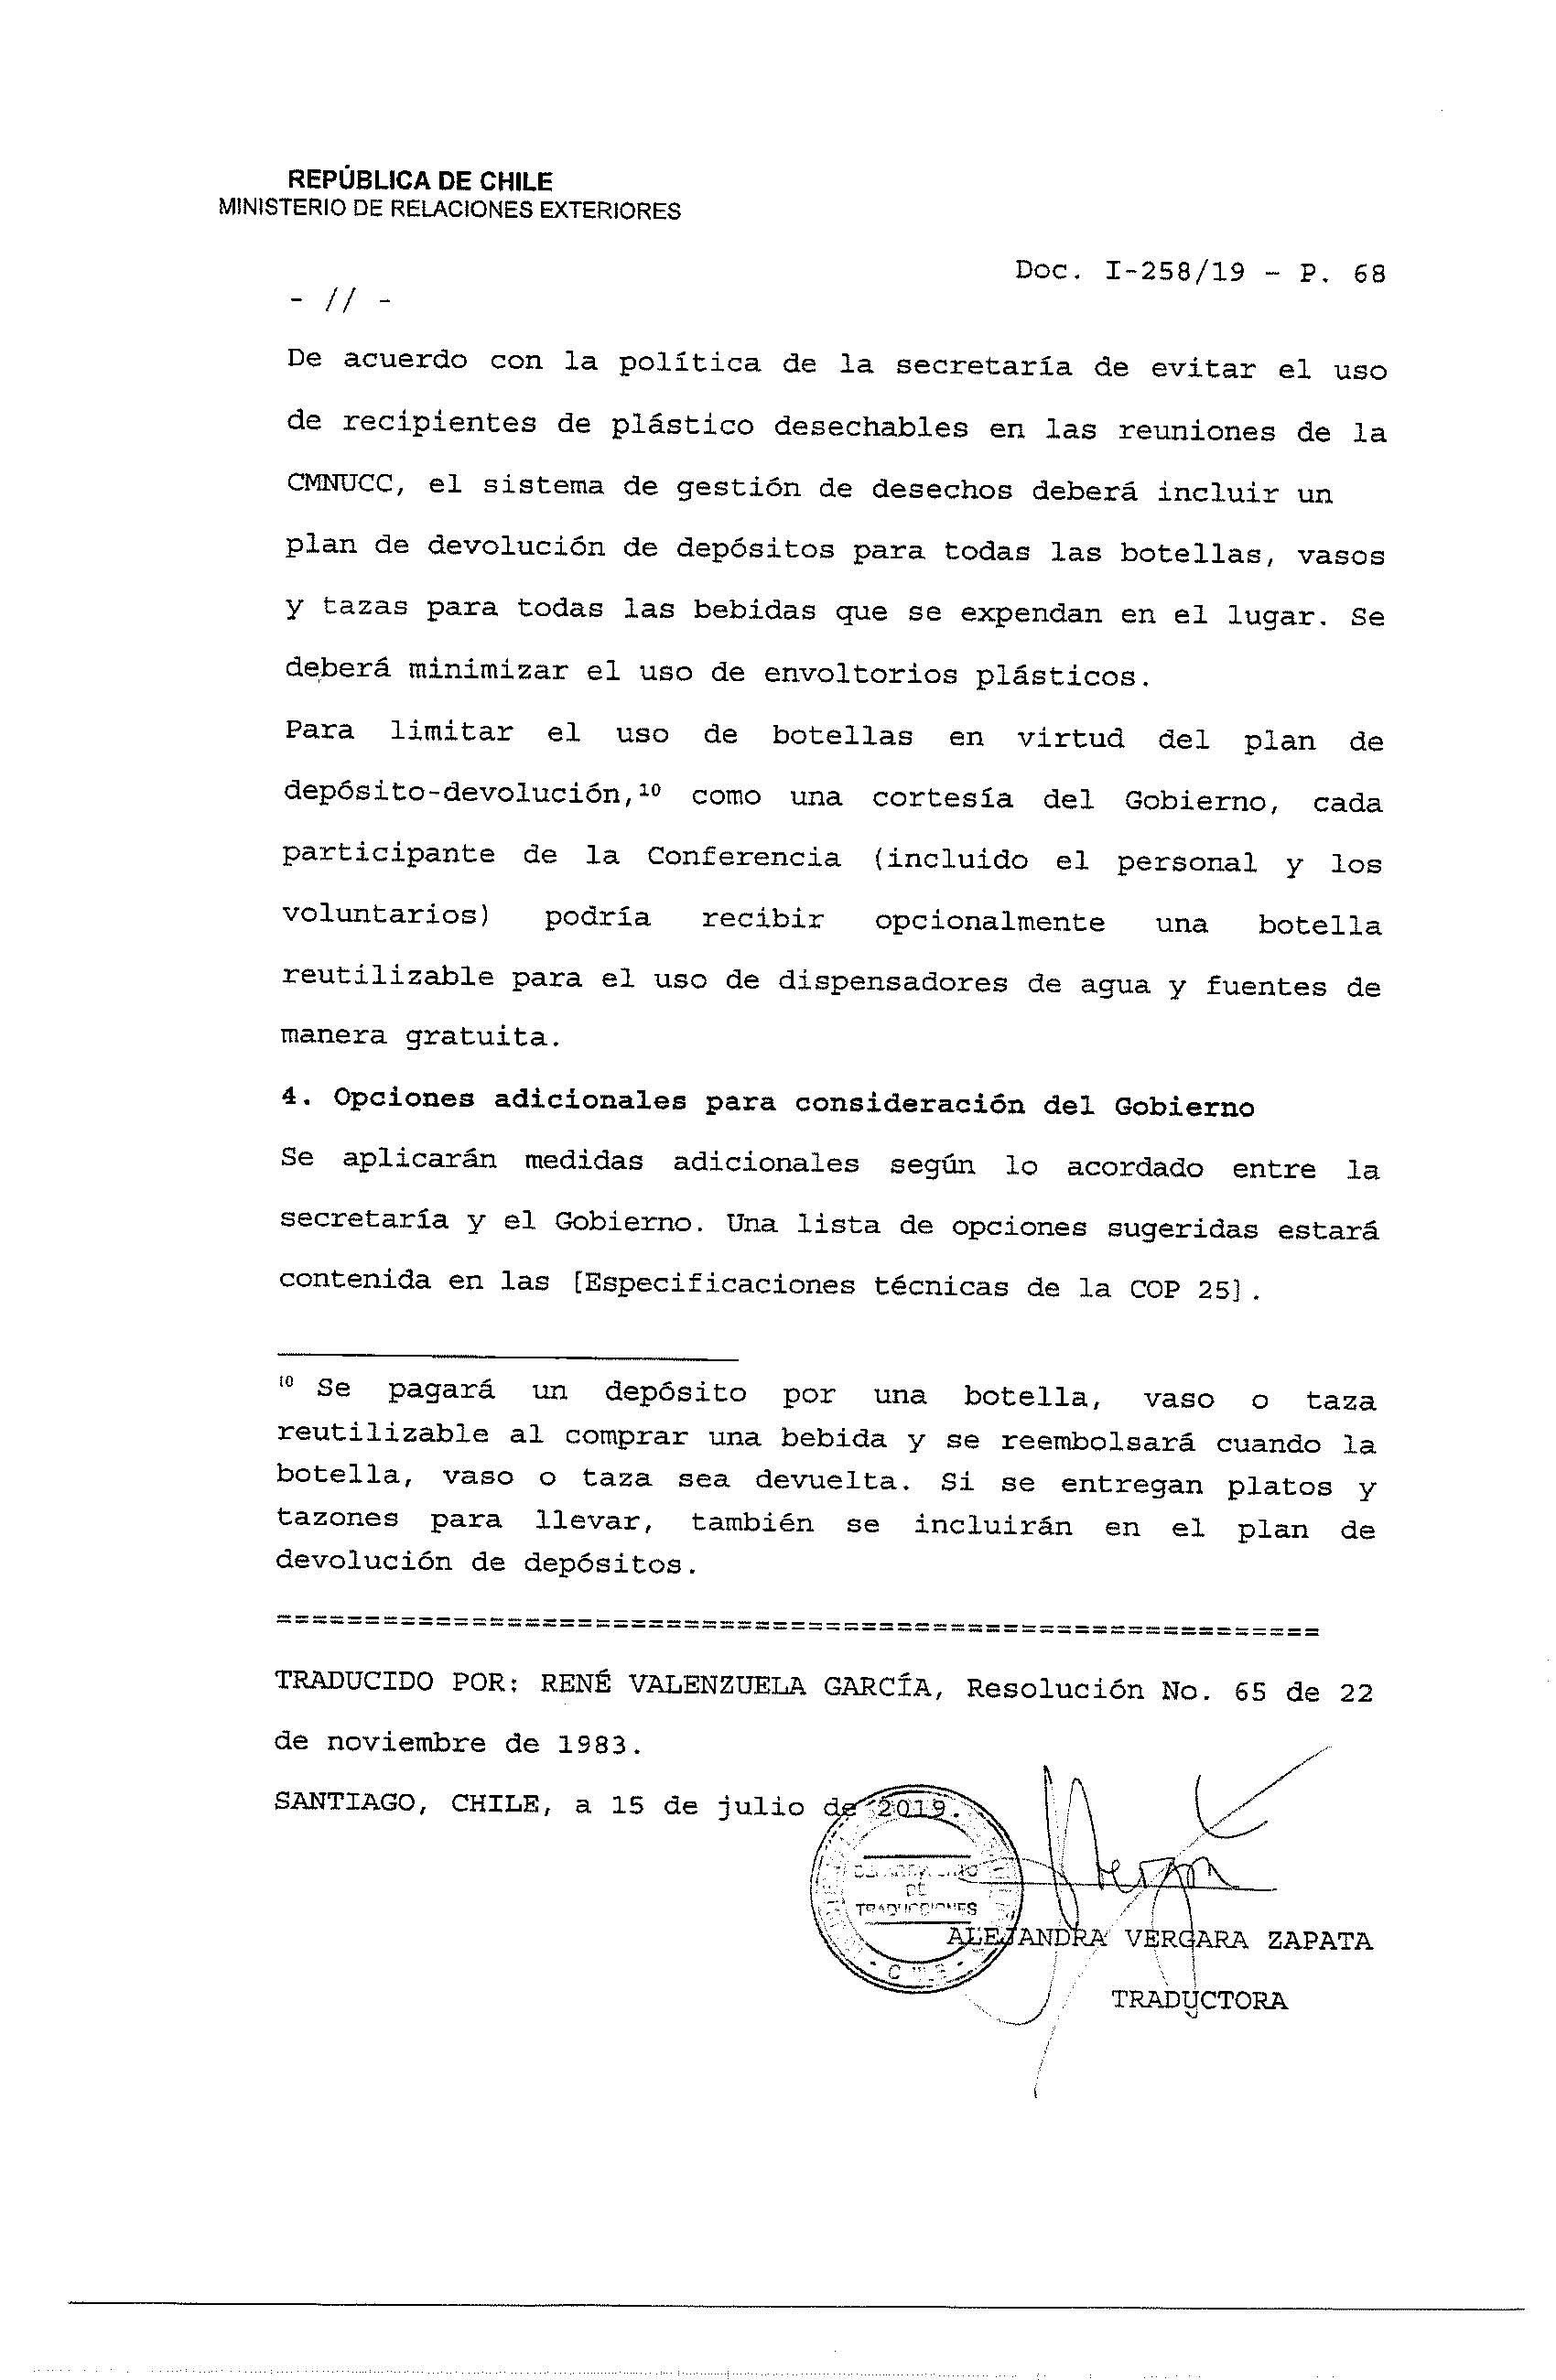 REPÚBLICA DE CHILE
MINISTERIO DE RELACIONES EXTERIORES
Doc. I-258/19 - P. 68
- // -
De acuerdo con la política de la secretaría de evitar el uso
de recipientes de plástico desechables en las reuniones de la
CMNUCC, el sistema de gestión de desechos deberá incluir un
plan de devolución de depósitos para todas las botellas, vasos
y tazas para todas las bebidas que se expendan en el lugar. Se
deberá minimizar el uso de envoltorios plásticos.
Para limitar el uso de botellas en virtud del plan de
depósito-devolución,¹⁰ como una cortesía del Gobierno, cada
participante de la Conferencia (incluido el personal y los
voluntarios) podría recibir opcionalmente una botella
reutilizable para el uso de dispensadores de agua y fuentes de
manera gratuita.
4. Opciones adicionales para consideración del Gobierno
Se aplicarán medidas adicionales según lo acordado entre la
secretaría y el Gobierno. Una lista de opciones sugeridas estará
contenida en las [Especificaciones técnicas de la COP 25].
¹⁰ Se pagará un depósito por una botella, vaso o taza
reutilizable al comprar una bebida y se reembolsará cuando la
botella, vaso o taza sea devuelta. Si se entregan platos y
tazones para llevar, también se incluirán en el plan de
devolución de depósitos.
===========================================================
TRADUCIDO POR: RENÉ VALENZUELA GARCÍA, Resolución No. 65 de 22
de noviembre de 1983.
SANTIAGO, CHILE, a 15 de julio de 2019.
DE
TRADUCCIONES
ALEJANDRA VERGARA ZAPATA
TRADUCTORA